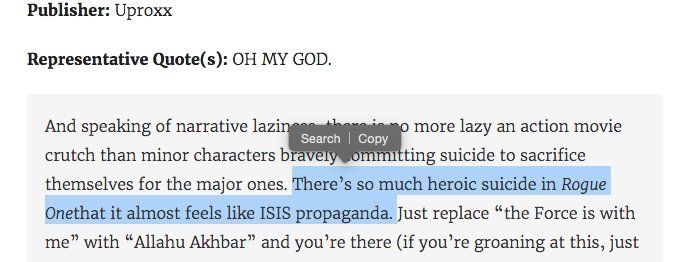 Publisher: Uproxx
Representative Quote(s): OH MY GOD.
And speaking of narrative laziness, there is no more lazy an action movie
Search Copy
crutch than minor characters bravely committing suicide to sacrifice
themselves for the major ones. There's so much heroic suicide in Rogue
Onethat it almost feels like ISIS propaganda. Just replace “the Force is with
me” with “Allahu Akhbar” and you're there (if you're groaning at this, just